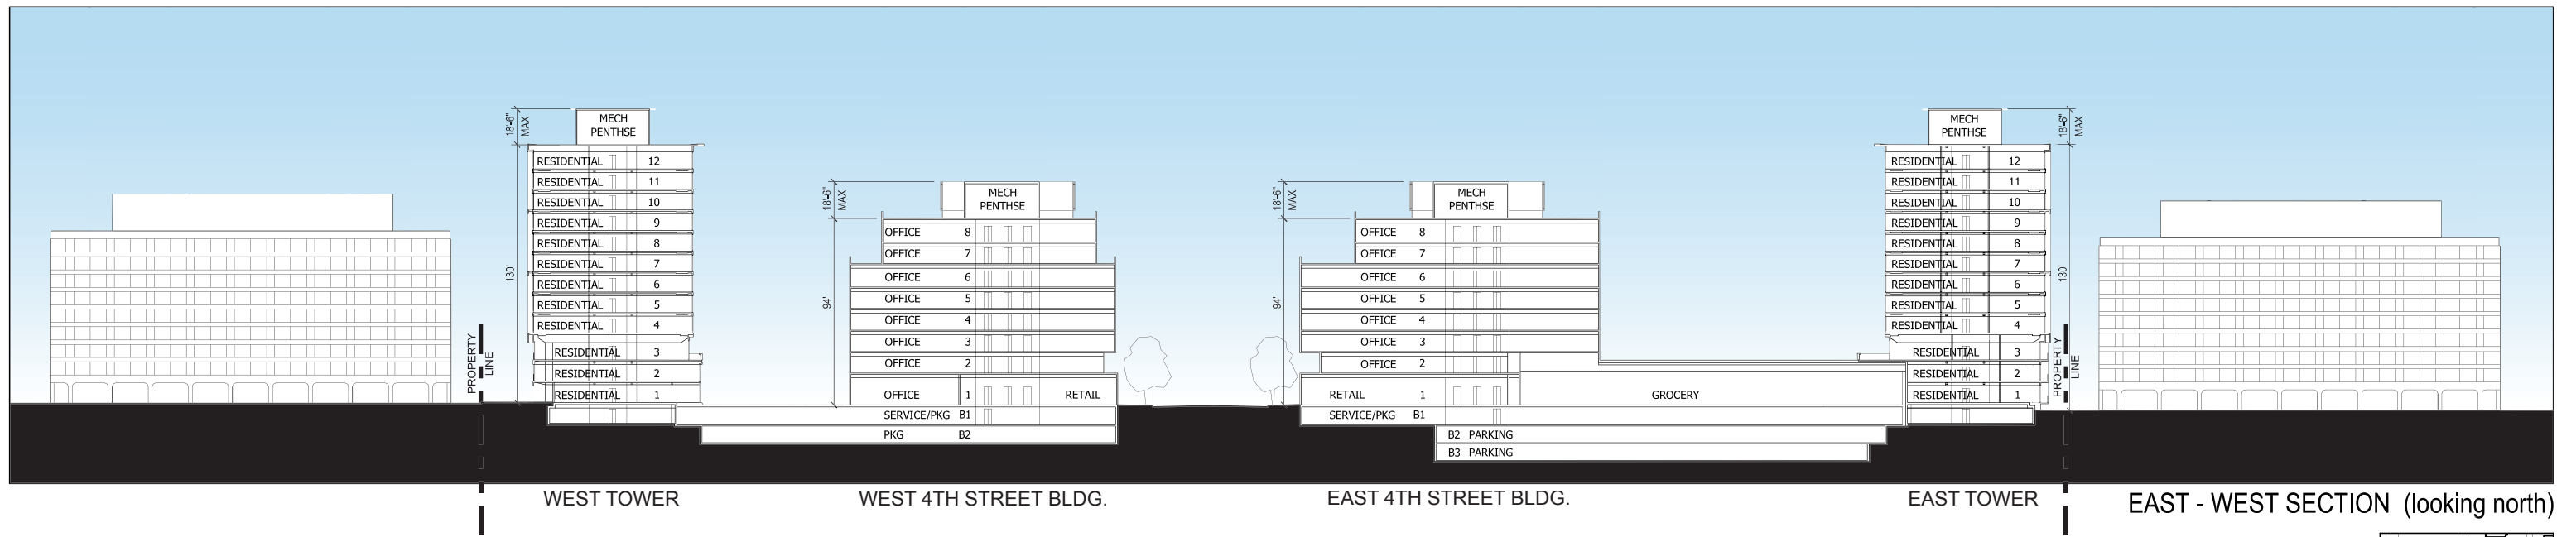 18'-6"
MAX
130'
MECH
PENTHSE
RESIDENTIAL 12
RESIDENTIAL 11
RESIDENTIAL 10
RESIDENTIAL 9
RESIDENTIAL 8
RESIDENTIAL 7
RESIDENTIAL 6
RESIDENTIAL 5
RESIDENTIAL 4
RESIDENTIAL 3
RESIDENTIAL 2
RESIDENTIAL 1
PROPERTY
LINE
18'-6"
MAX
94'
MECH
PENTHSE
OFFICE 8
OFFICE 7
OFFICE 6
OFFICE 5
OFFICE 4
OFFICE 3
OFFICE 2
OFFICE 1 RETAIL
SERVICE/PKG B1
PKG B2
18'-6"
MAX
94'
MECH
PENTHSE
OFFICE 8
OFFICE 7
OFFICE 6
OFFICE 5
OFFICE 4
OFFICE 3
OFFICE 2
RETAIL 1 GROCERY
SERVICE/PKG B1
B2 PARKING
B3 PARKING
MECH
PENTHSE
18'-6"
MAX
130'
RESIDENTIAL 12
RESIDENTIAL 11
RESIDENTIAL 10
RESIDENTIAL 9
RESIDENTIAL 8
RESIDENTIAL 7
RESIDENTIAL 6
RESIDENTIAL 5
RESIDENTIAL 4
RESIDENTIAL 3
RESIDENTIAL 2
RESIDENTIAL 1
PROPERTY
LINE
WEST TOWER
WEST 4TH STREET BLDG.
EAST 4TH STREET BLDG.
EAST TOWER
EAST - WEST SECTION (looking north)